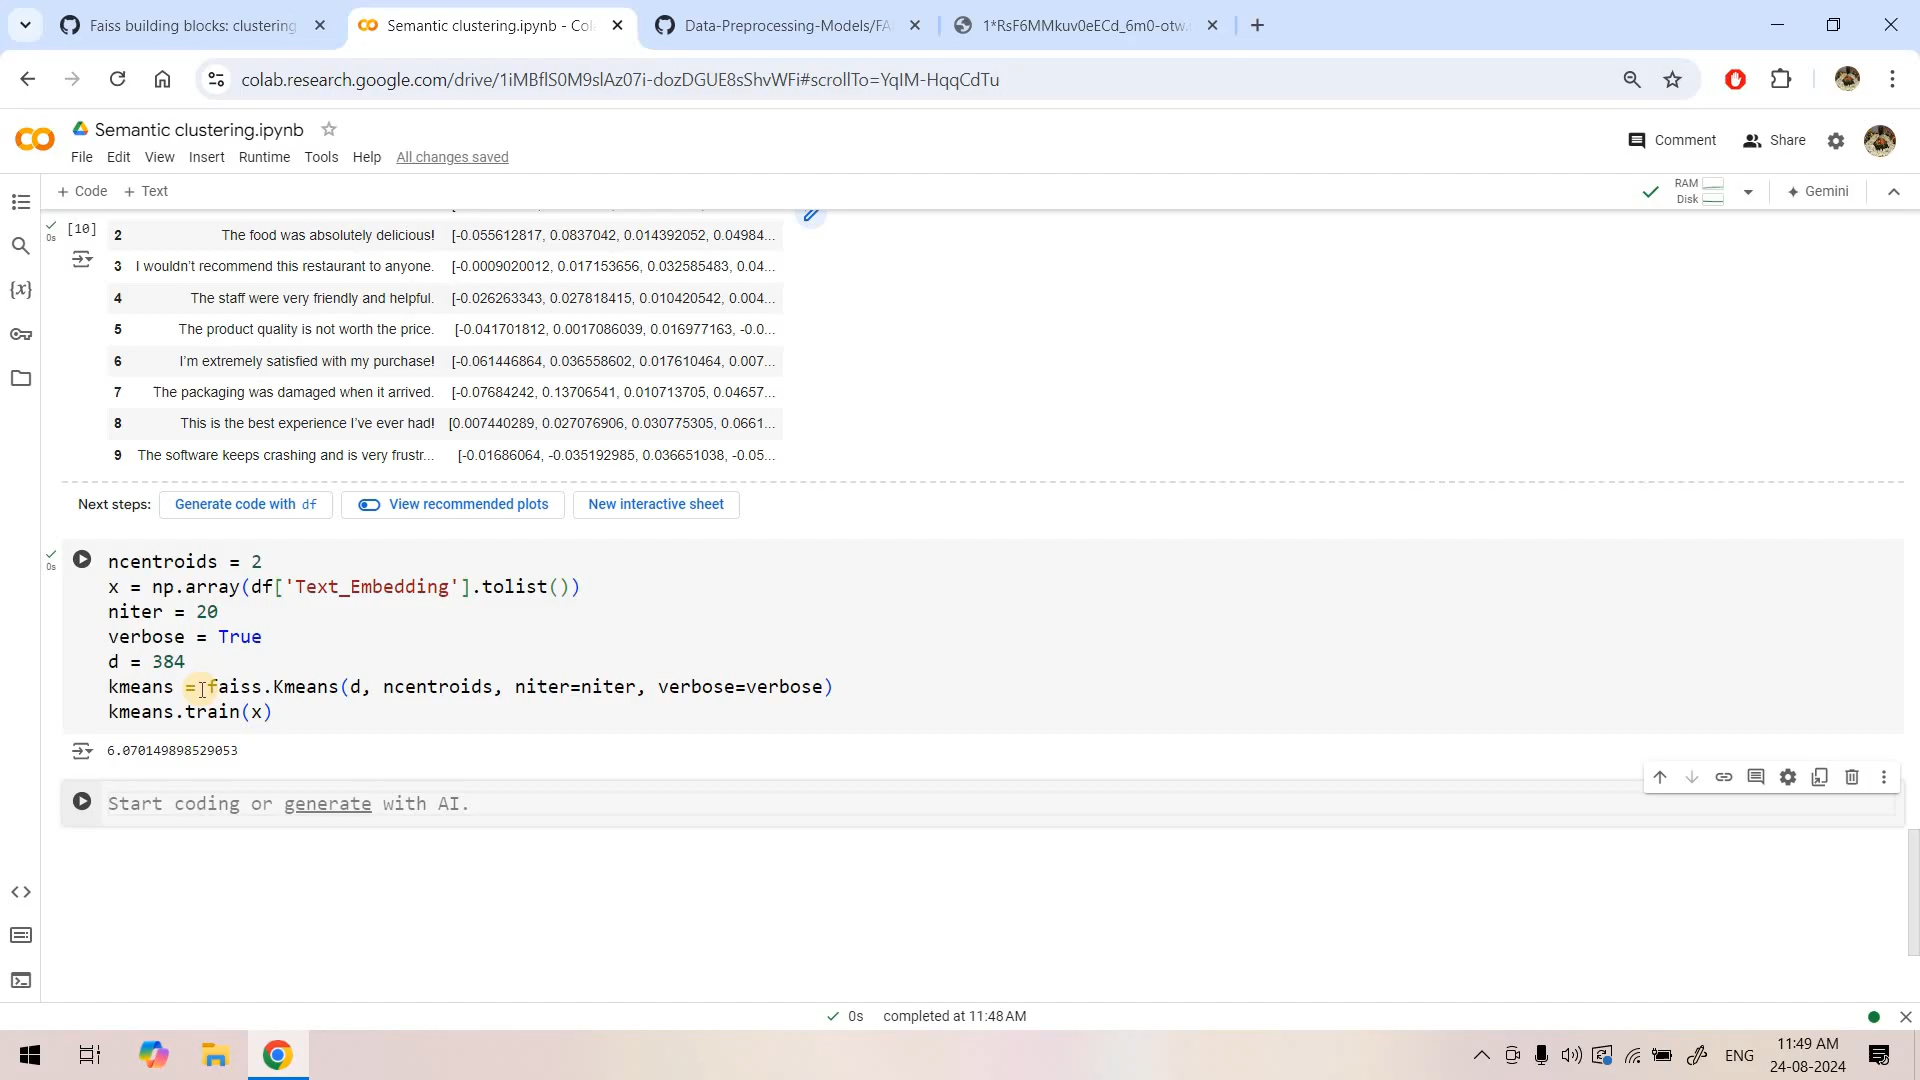 Faiss building blocks: clustering
Semantic clustering.ipynb - Col
Data-Preprocessing-Models/FA
1*RsF6MMkuv0eECd_6m0-otw.
colab.research.google.com/drive/1iMBflS0M9slAz07i-dozDGUE8sShvWFi#scrollTo=YqIM-HqqCdTu
Semantic clustering.ipynb
Comment
Share
File Edit View Insert Runtime Tools Help All changes saved
+ Code + Text
RAM
Disk
Gemini
[10]
0s
2 The food was absolutely delicious! [-0.055612817, 0.0837042, 0.014392052, 0.04984...
3 I wouldn't recommend this restaurant to anyone. [-0.0009020012, 0.017153656, 0.032585483, 0.04...
4 The staff were very friendly and helpful. [-0.026263343, 0.027818415, 0.010420542, 0.004...
5 The product quality is not worth the price. [-0.041701812, 0.0017086039, 0.016977163, -0.0...
6 I'm extremely satisfied with my purchase! [-0.061446864, 0.036558602, 0.017610464, 0.007...
7 The packaging was damaged when it arrived. [-0.07684242, 0.13706541, 0.010713705, 0.04657...
8 This is the best experience I've ever had! [0.007440289, 0.027076906, 0.030775305, 0.0661...
9 The software keeps crashing and is very frustr... [-0.01686064, -0.035192985, 0.036651038, -0.05...
Next steps: Generate code with df View recommended plots New interactive sheet
0s
ncentroids = 2
x = np.array(df['Text_Embedding'].tolist())
niter = 20
verbose = True
d = 384
kmeans = faiss.Kmeans(d, ncentroids, niter=niter, verbose=verbose)
kmeans.train(x)
6.070149898529053
Start coding or generate with AI.
0s completed at 11:48 AM
ENG
11:49 AM
24-08-2024